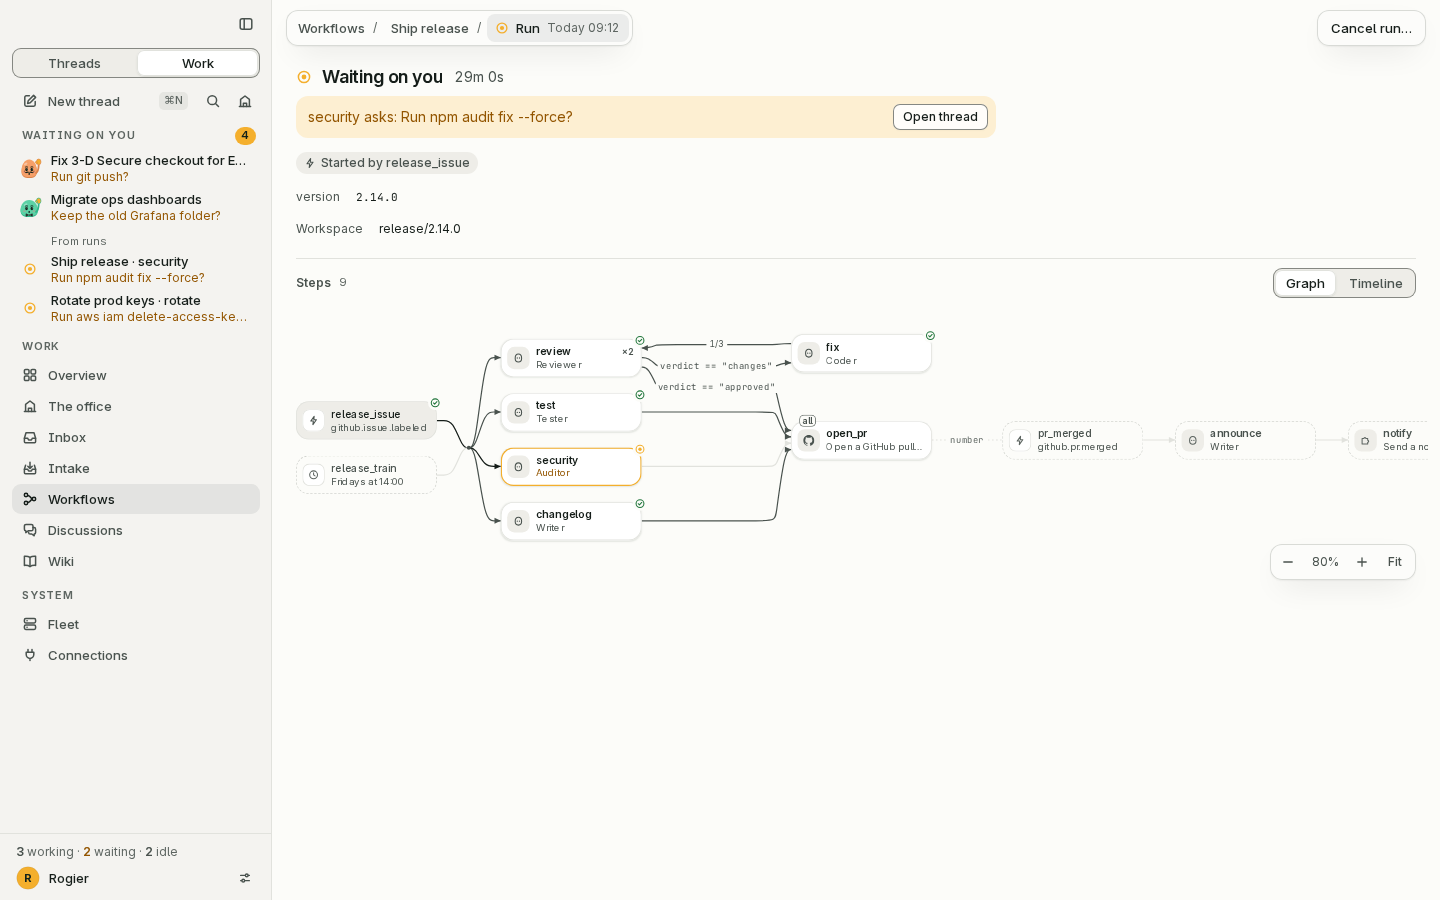 Workflows / Ship release / Run Today 09:12
Cancel run...
Threads
Work
New thread ⌘N
WAITING ON YOU 4
Fix 3-D Secure checkout for E...
Run git push?
Migrate ops dashboards
Keep the old Grafana folder?
From runs
Ship release · security
Run npm audit fix --force?
Rotate prod keys · rotate
Run aws iam delete-access-ke...
WORK
Overview
The office
Inbox
Intake
Workflows
Discussions
Wiki
SYSTEM
Fleet
Connections
3 working · 2 waiting · 2 idle
R Rogier
Waiting on you 29m 0s
security asks: Run npm audit fix --force?
Open thread
Started by release_issue
version 2.14.0
Workspace release/2.14.0
Steps 9
Graph
Timeline
release_issue
github.issue.labeled
release_train
Fridays at 14:00
review ×2
Reviewer
test
Tester
security
Auditor
changelog
Writer
1/3
verdict == "changes"
verdict == "approved"
fix
Coder
all
open_pr
Open a GitHub pull...
number
pr_merged
github.pr.merged
announce
Writer
notify
Send a no
80%
Fit